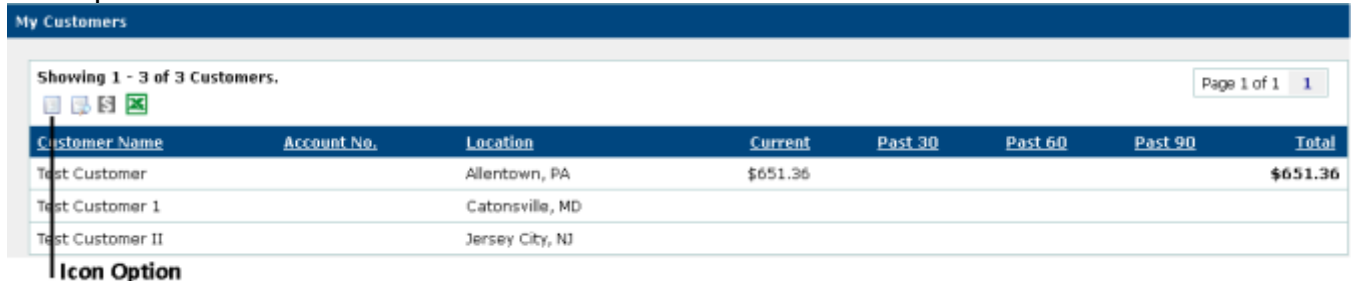 My Customers
Showing 1 - 3 of 3 Customers.
Page 1 of 1 1
Customer Name Account No. Location Current Past 30 Past 60 Past 90 Total
Test Customer Allentown, PA $651.36 $651.36
Test Customer 1 Catonsville, MD
Test Customer II Jersey City, NJ
Icon Option